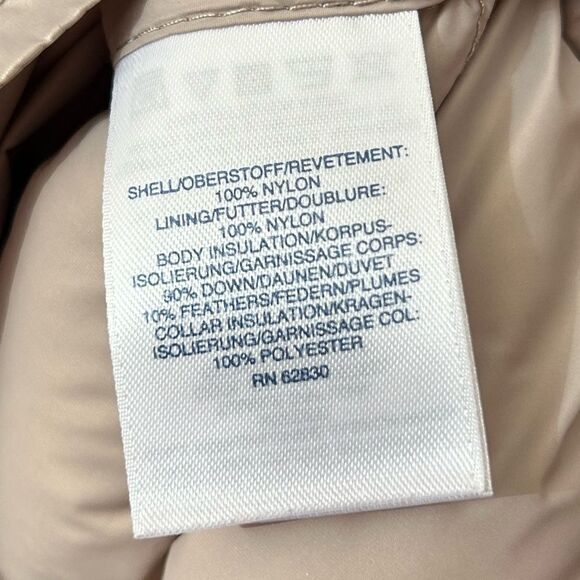 SHELL/OBERSTOFF/REVETEMENT:
100% NYLON
LINING/FUTTER/DOUBLURE:
100% NYLON
BODY INSULATION/KORPUS-
ISOLIERUNG/GARNISSAGE CORPS:
90% DOWN/DAUNEN/DUVET
10% FEATHERS/FEDERN/PLUMES
COLLAR INSULATION/KRAGEN-
ISOLIERUNG/GARNISSAGE COL:
100% POLYESTER
RN 62830